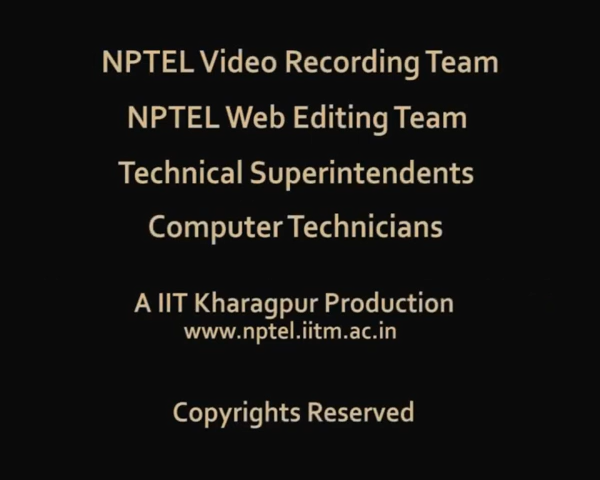 NPTEL Video Recording Team
NPTEL Web Editing Team
Technical Superintendents
Computer Technicians
A IIT Kharagpur Production
www.nptel.iitm.ac.in
Copyrights Reserved